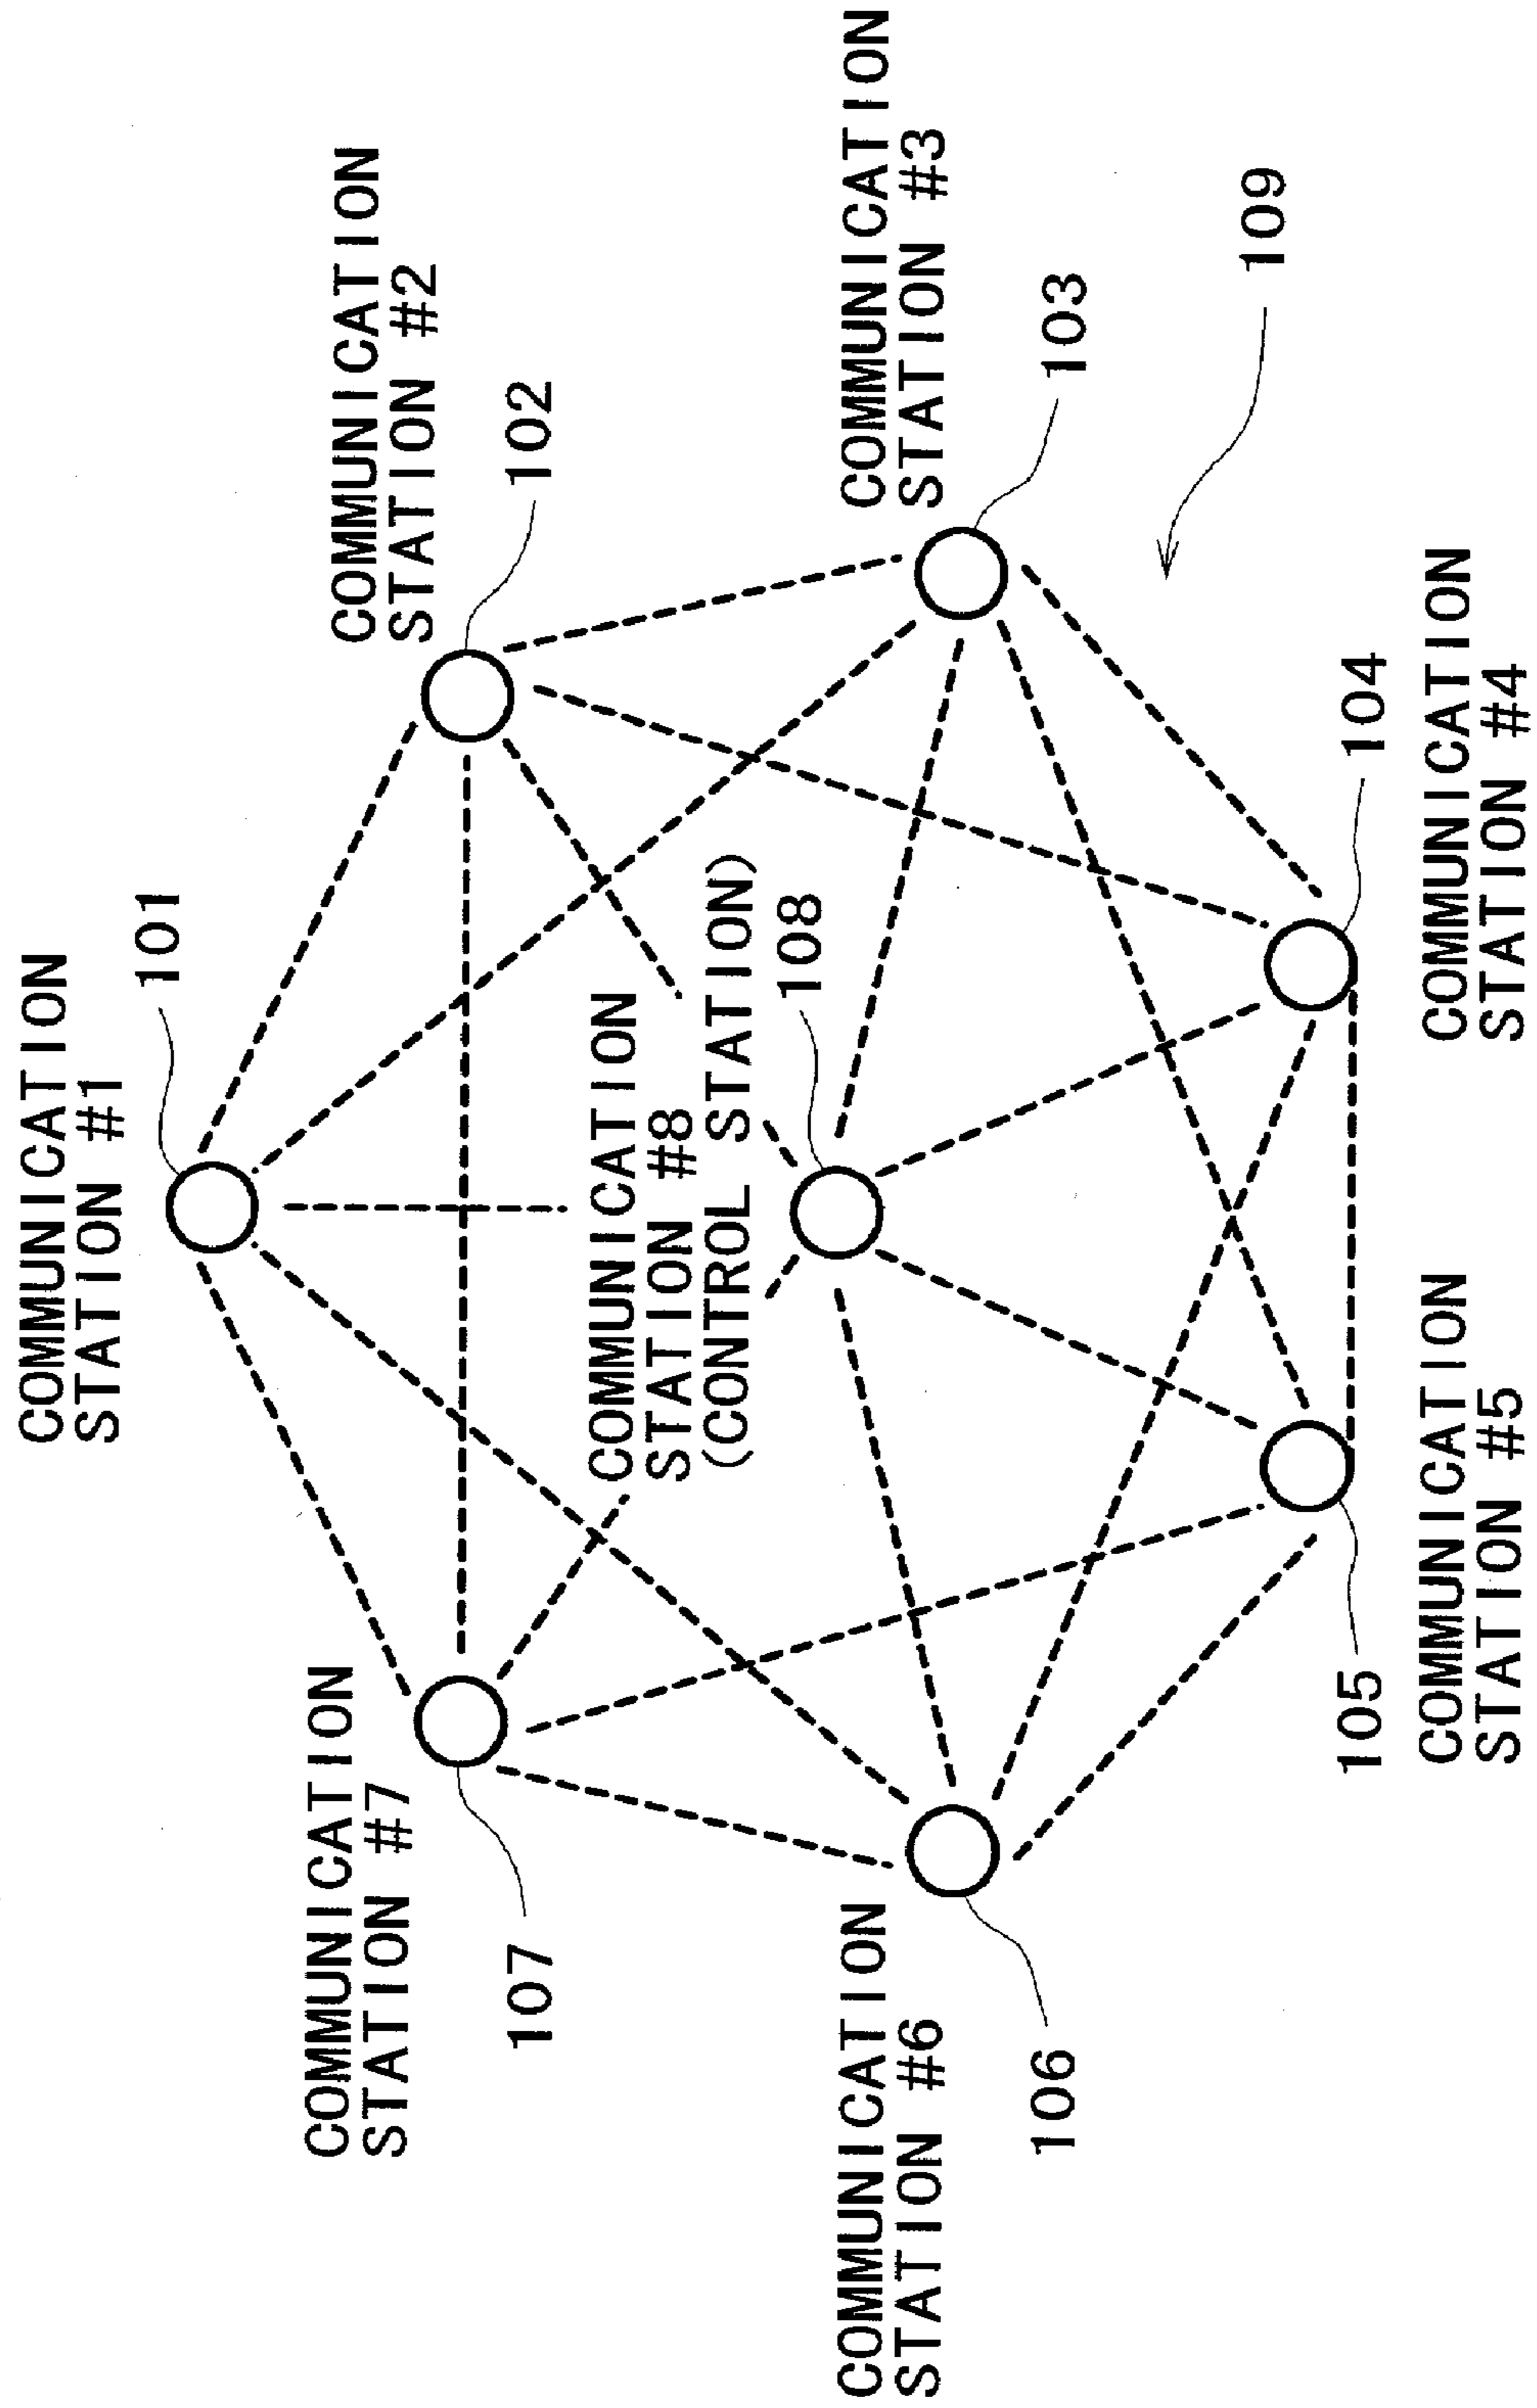 COMMUNICATION
STATION #1
101
COMMUNICATION
STATION #2
102
COMMUNICATION
STATION #7
107
COMMUNICATION
STATION #8
(CONTROL STATION)
108
COMMUNICATION
STATION #3
103
COMMUNICATION
STATION #6
106
109
104
COMMUNICATION
STATION #4
105
COMMUNICATION
STATION #5